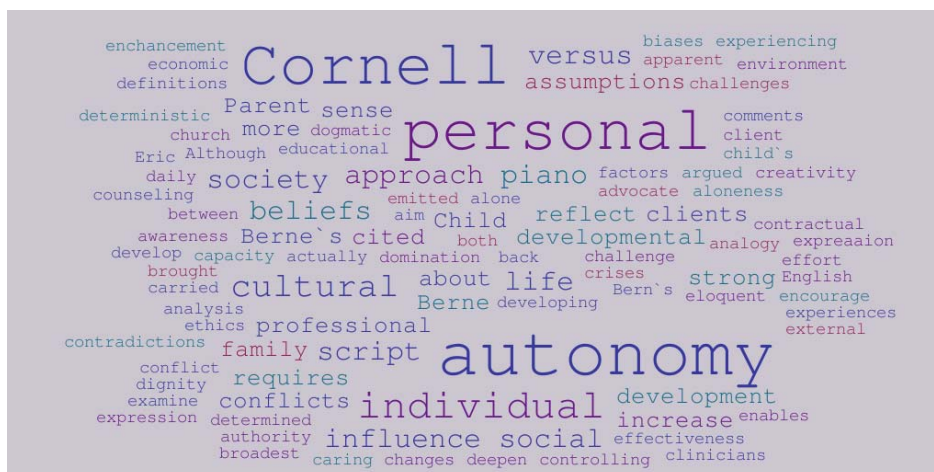 enchancement Cornell versus biases experiencing
economic apparent environment
definitions assumptions challenges
deterministic Parent sense personal comments
church more dogmatic client
Eric Although educational child`s
daily society approach piano factors argued creativity
counseling emitted alone advocate aloneness
between beliefs aim Child reflect clients contractual
awareness Berne`s cited both developmental analogy expreaaion
develop capacity actually domination back challenge effort
brought cultural about life crises strong English
carried Berne developing Bern`s eloquent encourage
analysis experiences
ethics professional external
contradictions family script autonomy
conflict requires
dignity development
examine conflicts individual increase enables
expression determined
authority influence social effectiveness
broadest caring changes deepen controlling clinicians